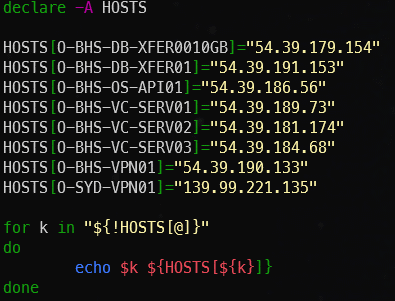 declare -A HOSTS
HOSTS[O-BHS-DB-XFER0010GB]="54.39.179.154"
HOSTS[O-BHS-DB-XFER01]="54.39.191.153"
HOSTS[O-BHS-OS-API01]="54.39.186.56"
HOSTS[O-BHS-VC-SERV01]="54.39.189.73"
HOSTS[O-BHS-VC-SERV02]="54.39.181.174"
HOSTS[O-BHS-VC-SERV03]="54.39.184.68"
HOSTS[O-BHS-VPN01]="54.39.190.133"
HOSTS[O-SYD-VPN01]="139.99.221.135"
for k in "${!HOSTS[@]}"
do
echo $k ${HOSTS[${k}]}
done